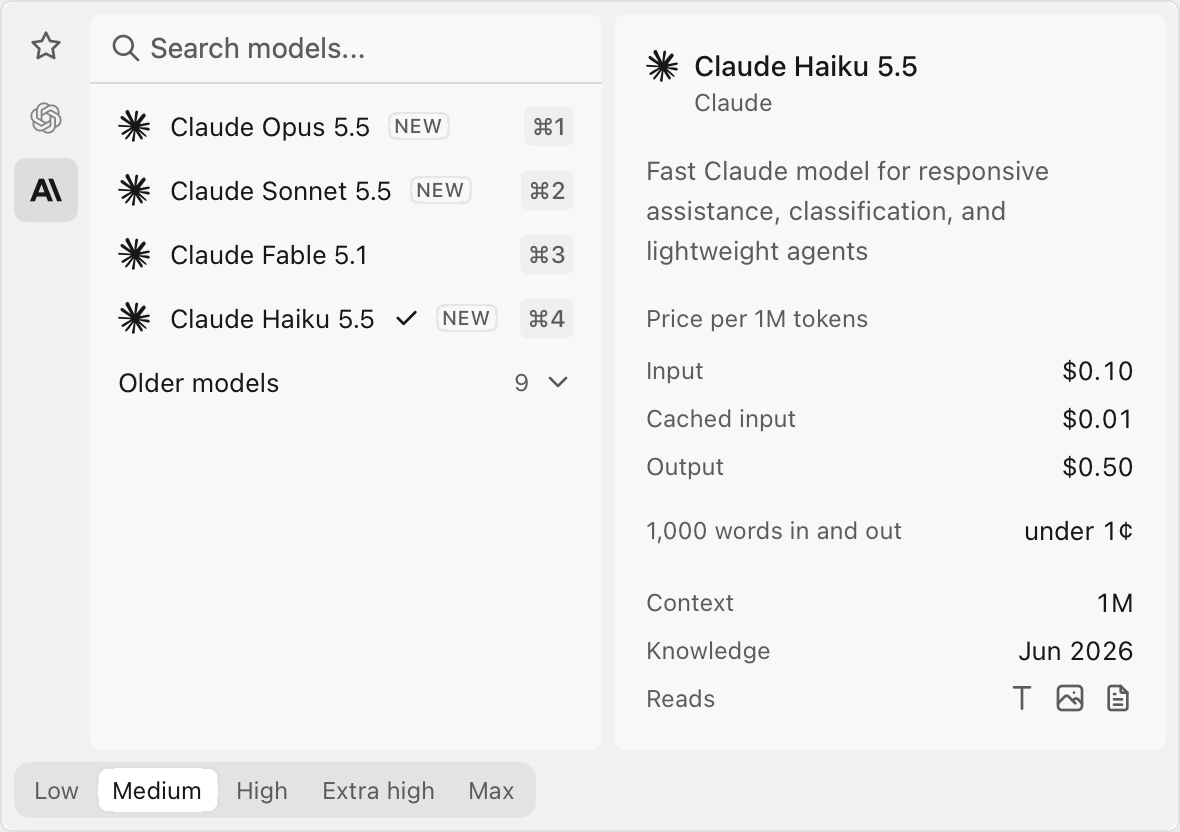 Search models...
Claude Opus 5.5 NEW ⌘1
Claude Sonnet 5.5 NEW ⌘2
Claude Fable 5.1 ⌘3
Claude Haiku 5.5 NEW ⌘4
Older models 9
Claude Haiku 5.5
Claude
Fast Claude model for responsive
assistance, classification, and
lightweight agents
Price per 1M tokens
Input $0.10
Cached input $0.01
Output $0.50
1,000 words in and out under 1¢
Context 1M
Knowledge Jun 2026
Reads
Low Medium High Extra high Max